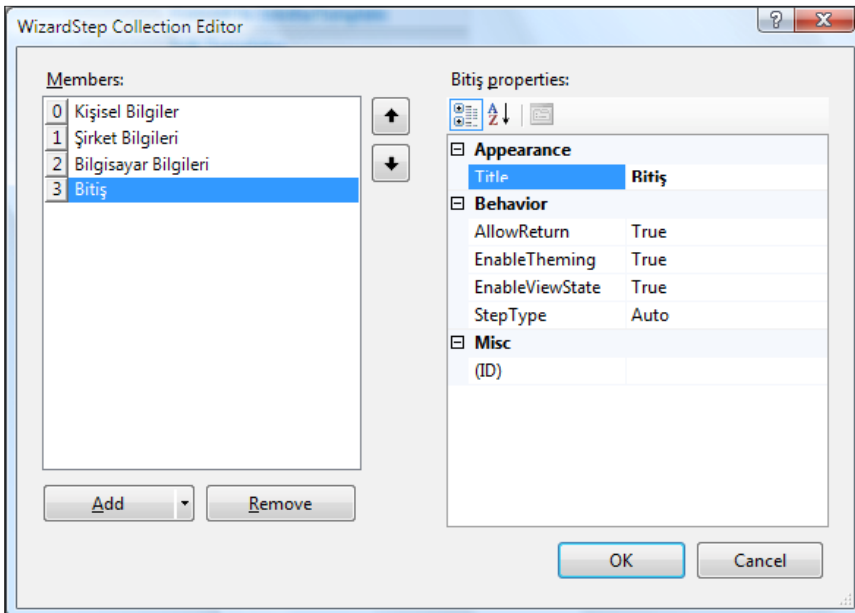 WizardStep Collection Editor
Members:
0 Kişisel Bilgiler
1 Şirket Bilgileri
2 Bilgisayar Bilgileri
3 Bitiş
Add
Remove
Bitiş properties:
Appearance
Title Bitiş
Behavior
AllowReturn True
EnableTheming True
EnableViewState True
StepType Auto
Misc
(ID)
OK
Cancel